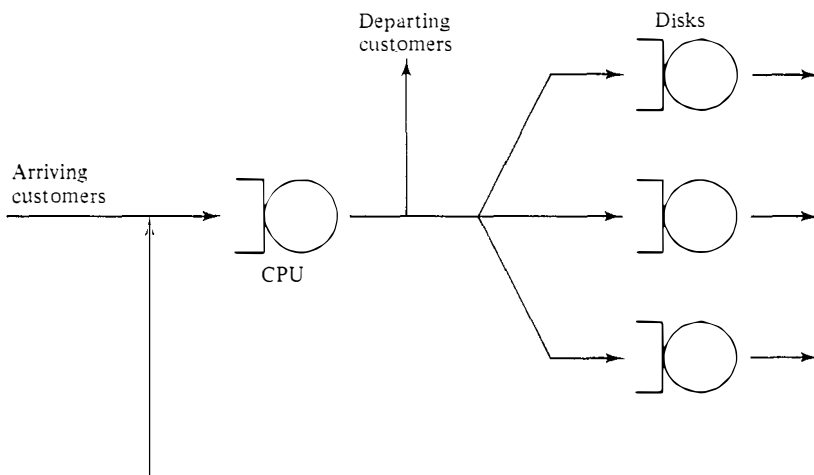 Departing
customers
Disks
Arriving
customers
CPU